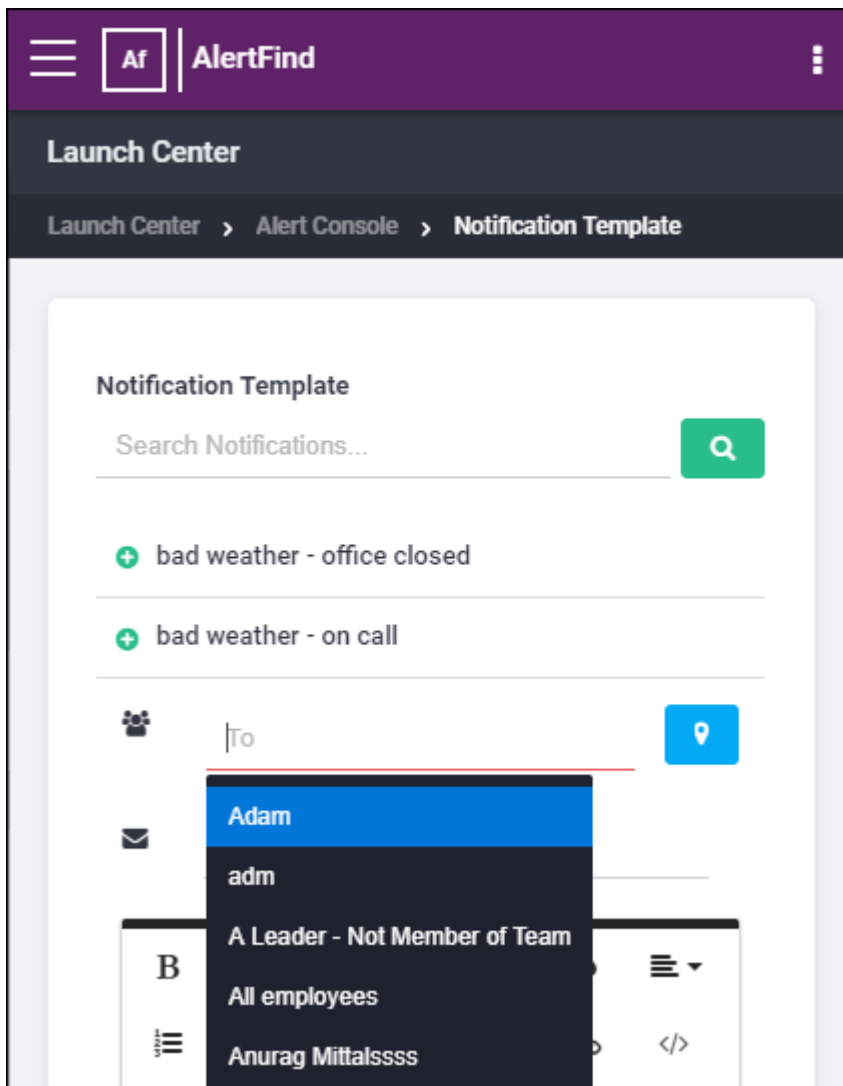 Af AlertFind
Launch Center
Launch Center > Alert Console > Notification Template
Notification Template
Search Notifications...
bad weather - office closed
bad weather - on call
To
Adam
adm
A Leader - Not Member of Team
B
All employees
Anurag Mittalssss
</>